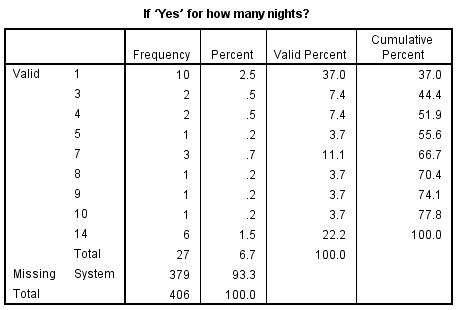 If ‘Yes’ for how many nights?
Frequency Percent Valid Percent Cumulative Percent
Valid 1 10 2.5 37.0 37.0
3 2 .5 7.4 44.4
4 2 .5 7.4 51.9
5 1 .2 3.7 55.6
7 3 .7 11.1 66.7
8 1 .2 3.7 70.4
9 1 .2 3.7 74.1
10 1 .2 3.7 77.8
14 6 1.5 22.2 100.0
Total 27 6.7 100.0
Missing System 379 93.3
Total 406 100.0